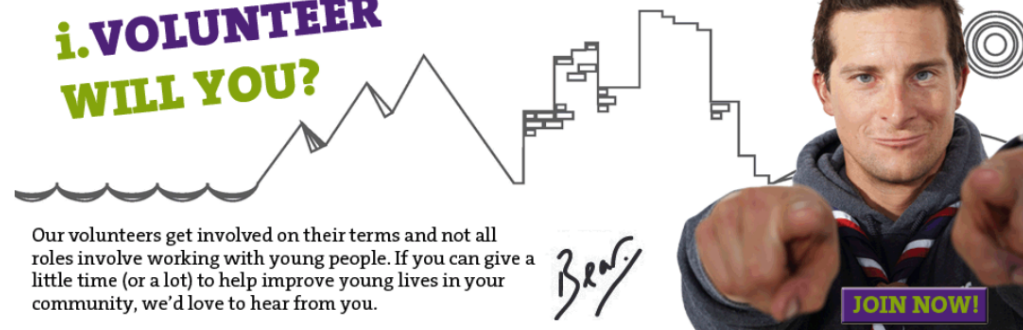 i.VOLUNTEER
WILL YOU?
Our volunteers get involved on their terms and not all
roles involve working with young people. If you can give a
little time (or a lot) to help improve young lives in your
community, we'd love to hear from you.
Bear.
JOIN NOW!